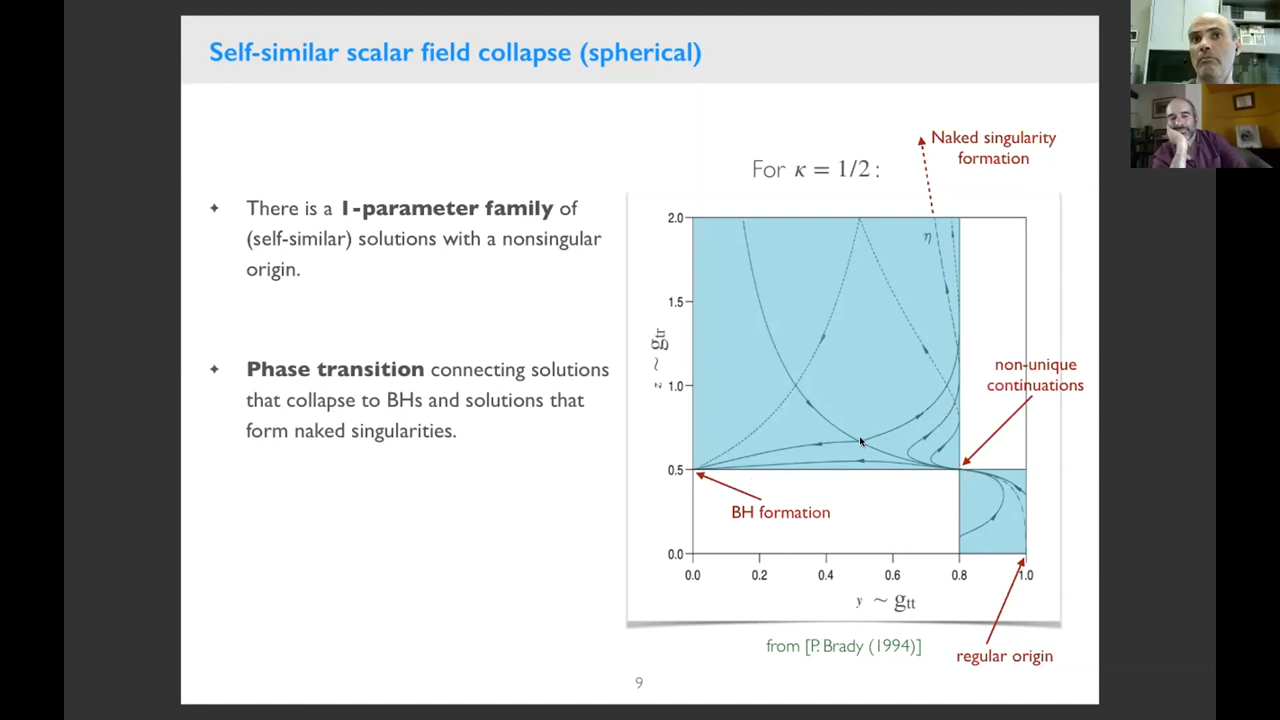 Self-similar scalar field collapse (spherical)
✦ There is a 1-parameter family of
(self-similar) solutions with a nonsingular
origin.
✦ Phase transition connecting solutions
that collapse to BHs and solutions that
form naked singularities.
For κ = 1/2 :
Naked singularity
formation
2.0
1.5
1.0
0.5
0.0
z ~ gtr
η
non-unique
continuations
BH formation
0.0 0.2 0.4 0.6 0.8 1.0
y ~ gtt
regular origin
from [P. Brady (1994)]
9